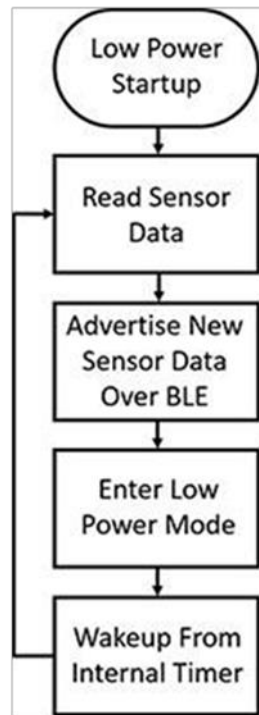 Low Power
Startup
Read Sensor
Data
Advertise New
Sensor Data
Over BLE
Enter Low
Power Mode
Wakeup From
Internal Timer